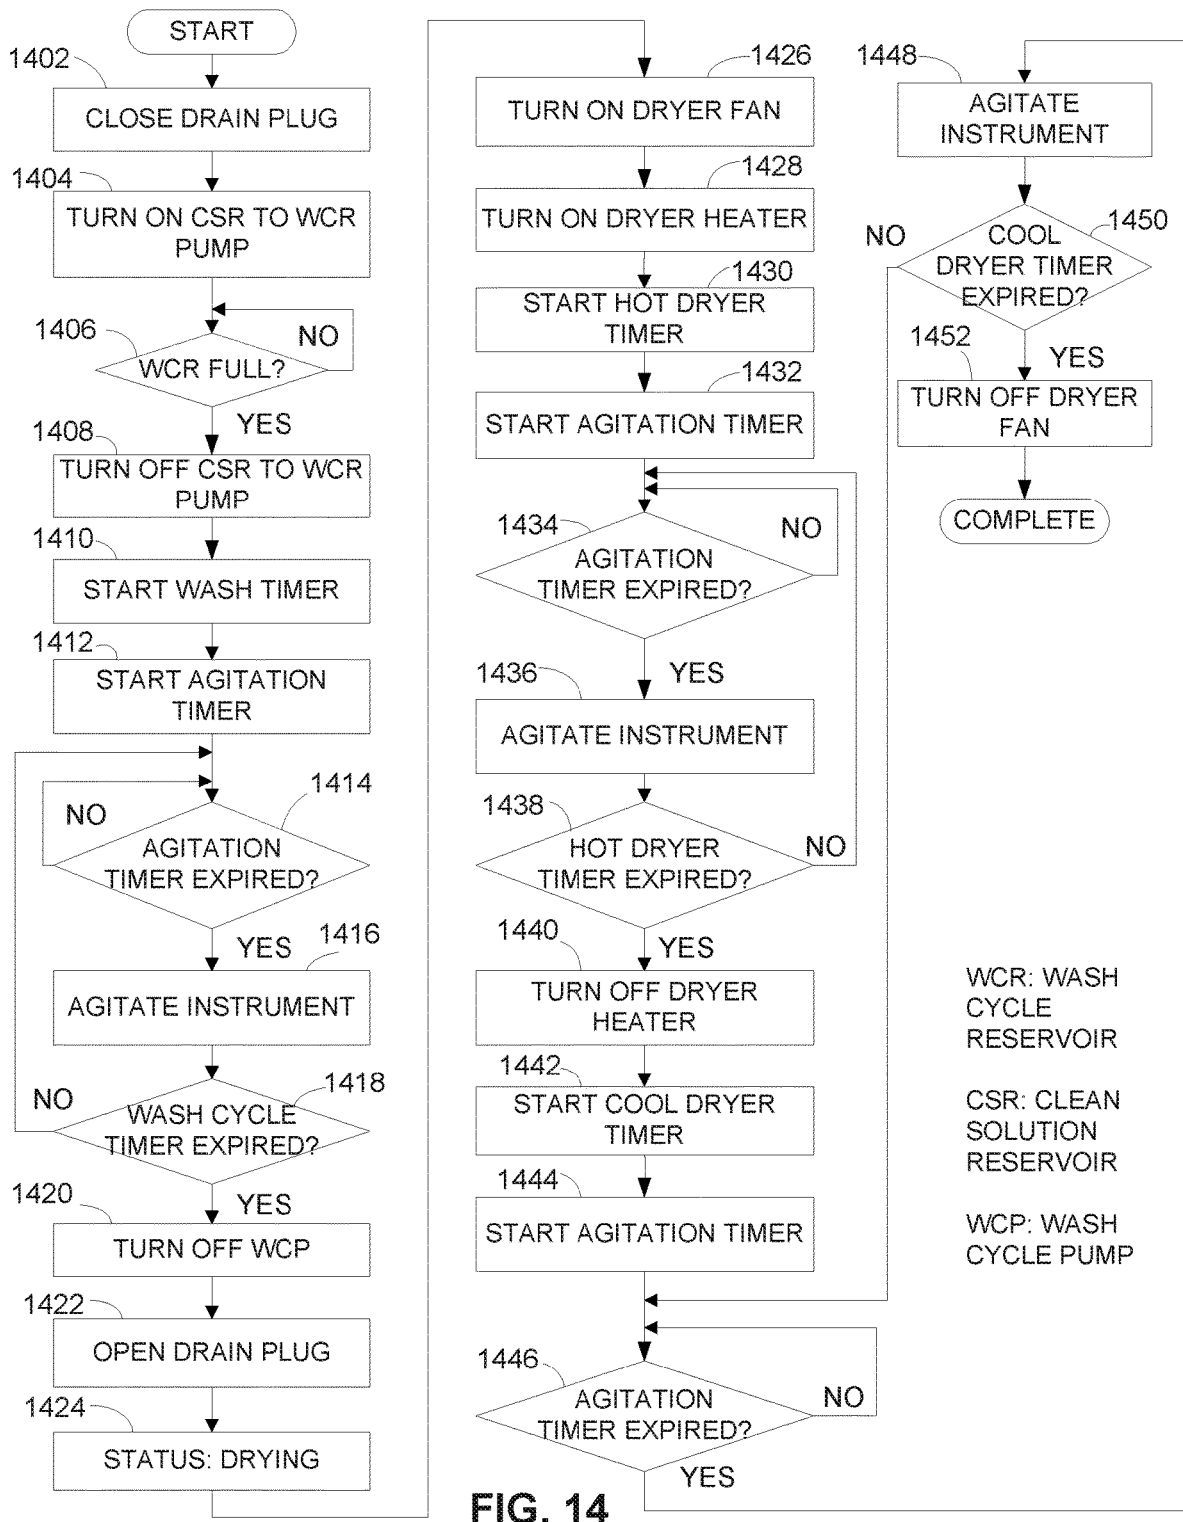 START
1402
CLOSE DRAIN PLUG
1404
TURN ON CSR TO WCR
PUMP
1406
NO
WCR FULL?
YES
1408
TURN OFF CSR TO WCR
PUMP
1410
START WASH TIMER
1412
START AGITATION
TIMER
1414
NO
AGITATION
TIMER EXPIRED?
YES
1416
AGITATE INSTRUMENT
1418
NO
WASH CYCLE
TIMER EXPIRED?
YES
1420
TURN OFF WCP
1422
OPEN DRAIN PLUG
1424
STATUS: DRYING
1426
TURN ON DRYER FAN
1428
TURN ON DRYER HEATER
1430
START HOT DRYER
TIMER
1432
START AGITATION TIMER
1434
NO
AGITATION
TIMER EXPIRED?
YES
1436
AGITATE INSTRUMENT
1438
HOT DRYER
TIMER EXPIRED?
NO
YES
1440
TURN OFF DRYER
HEATER
1442
START COOL DRYER
TIMER
1444
START AGITATION TIMER
1446
AGITATION
TIMER EXPIRED?
NO
YES
1448
AGITATE
INSTRUMENT
1450
NO
COOL
DRYER TIMER
EXPIRED?
YES
1452
TURN OFF DRYER
FAN
COMPLETE
WCR: WASH
CYCLE
RESERVOIR
CSR: CLEAN
SOLUTION
RESERVOIR
WCP: WASH
CYCLE PUMP
FIG. 14